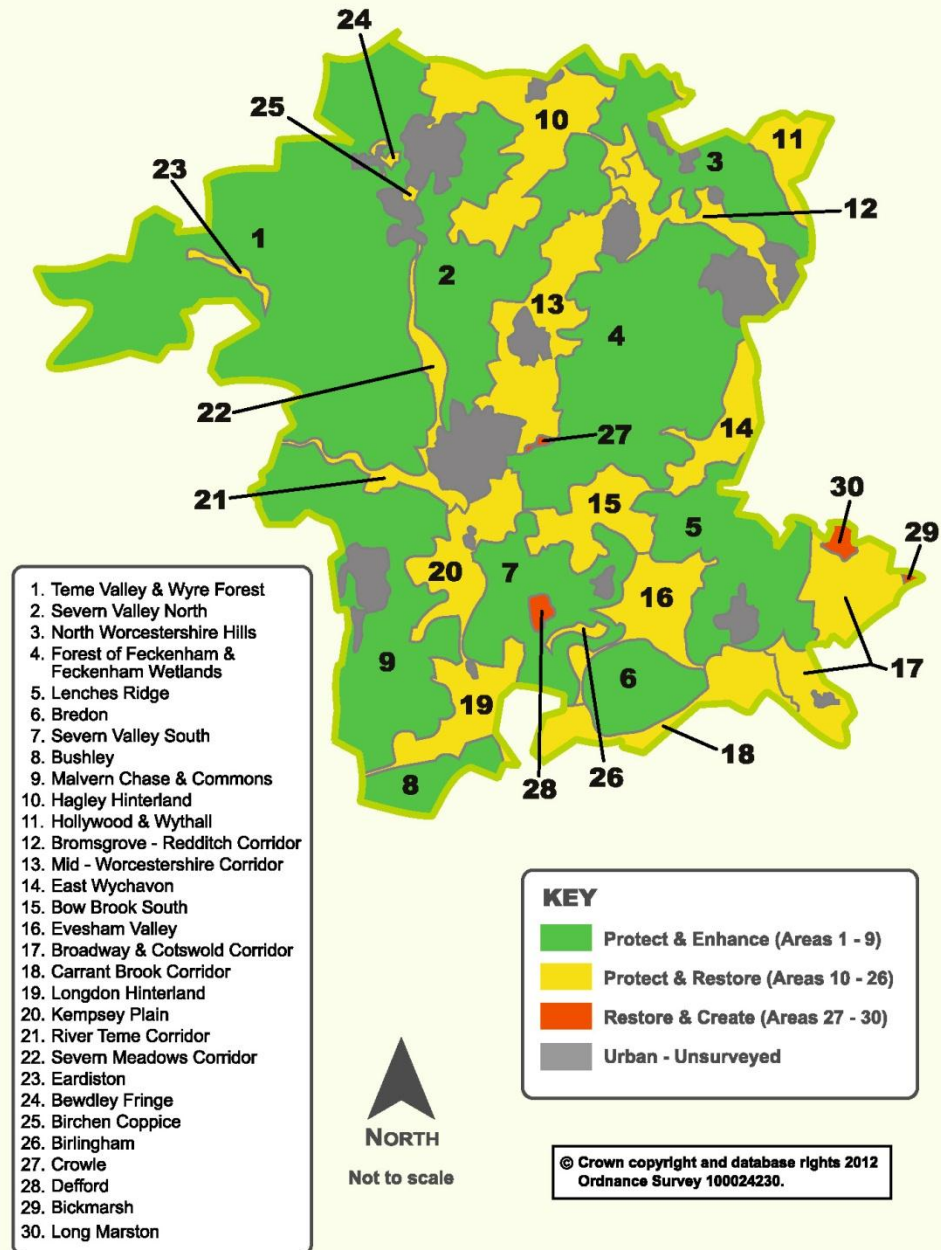 24
25
10
11
23
3
1
12
2
13
4
22
27
14
21
15
30
5
29
20
7
16
9
17
6
19
18
8
28
26
1. Teme Valley & Wyre Forest
2. Severn Valley North
3. North Worcestershire Hills
4. Forest of Feckenham &
Feckenham Wetlands
5. Lenches Ridge
6. Bredon
7. Severn Valley South
8. Bushley
9. Malvern Chase & Commons
10. Hagley Hinterland
11. Hollywood & Wythall
12. Bromsgrove - Redditch Corridor
13. Mid - Worcestershire Corridor
14. East Wychavon
15. Bow Brook South
16. Evesham Valley
17. Broadway & Cotswold Corridor
18. Carrant Brook Corridor
19. Longdon Hinterland
20. Kempsey Plain
21. River Teme Corridor
22. Severn Meadows Corridor
23. Eardiston
24. Bewdley Fringe
25. Birchen Coppice
26. Birlingham
27. Crowle
28. Defford
29. Bickmarsh
30. Long Marston
KEY
Protect & Enhance (Areas 1 - 9)
Protect & Restore (Areas 10 - 26)
Restore & Create (Areas 27 - 30)
Urban - Unsurveyed
NORTH
Not to scale
© Crown copyright and database rights 2012
Ordnance Survey 100024230.